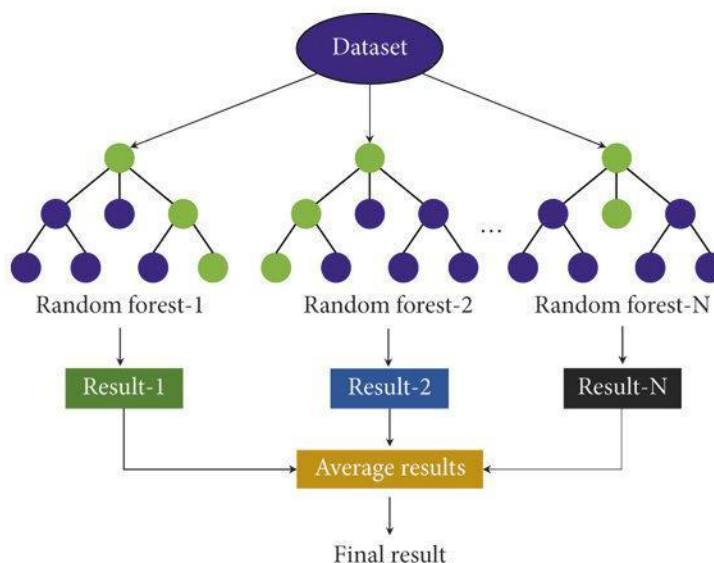 Dataset
...
Random forest-1
Random forest-2
Random forest-N
Result-1
Result-2
Result-N
Average results
Final result